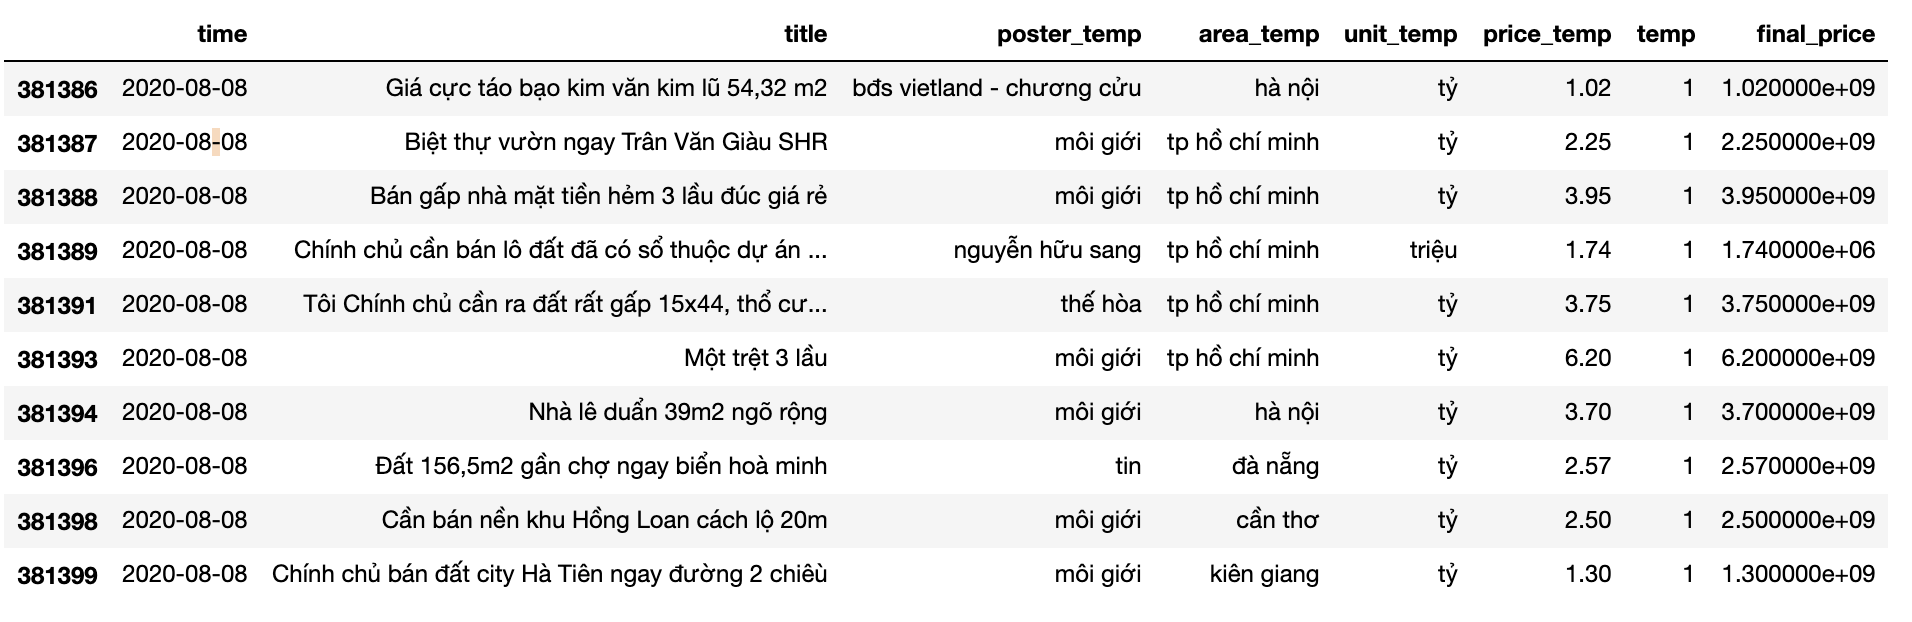 time title poster_temp area_temp unit_temp price_temp temp final_price
381386 2020-08-08 Giá cực táo bạo kim văn kim lũ 54,32 m2 bđs vietland - chương cửu hà nội tỷ 1.02 1 1.020000e+09
381387 2020-08-08 Biệt thự vườn ngay Trân Văn Giàu SHR môi giới tp hồ chí minh tỷ 2.25 1 2.250000e+09
381388 2020-08-08 Bán gấp nhà mặt tiền hẻm 3 lầu đúc giá rẻ môi giới tp hồ chí minh tỷ 3.95 1 3.950000e+09
381389 2020-08-08 Chính chủ cần bán lô đất đã có sổ thuộc dự án ... nguyễn hữu sang tp hồ chí minh triệu 1.74 1 1.740000e+06
381391 2020-08-08 Tôi Chính chủ cần ra đất rất gấp 15x44, thổ cư... thế hòa tp hồ chí minh tỷ 3.75 1 3.750000e+09
381393 2020-08-08 Một trệt 3 lầu môi giới tp hồ chí minh tỷ 6.20 1 6.200000e+09
381394 2020-08-08 Nhà lê duẩn 39m2 ngõ rộng môi giới hà nội tỷ 3.70 1 3.700000e+09
381396 2020-08-08 Đất 156,5m2 gần chợ ngay biển hoà minh tin đà nẵng tỷ 2.57 1 2.570000e+09
381398 2020-08-08 Cần bán nền khu Hồng Loan cách lộ 20m môi giới cần thơ tỷ 2.50 1 2.500000e+09
381399 2020-08-08 Chính chủ bán đất city Hà Tiên ngay đường 2 chiêù môi giới kiên giang tỷ 1.30 1 1.300000e+09